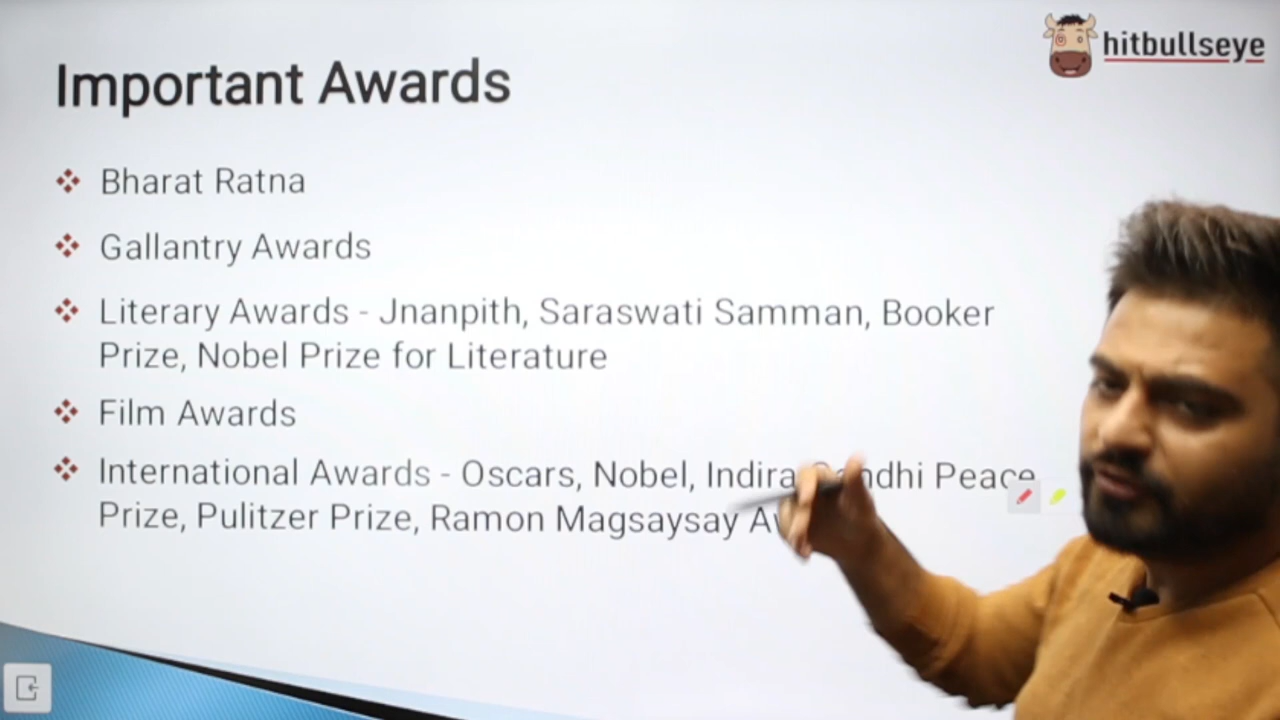 hitbullseye
Important Awards
Bharat Ratna
Gallantry Awards
Literary Awards - Jnanpith, Saraswati Samman, Booker
Prize, Nobel Prize for Literature
Film Awards
International Awards - Oscars, Nobel, Indira Peace
Prize, Pulitzer Prize, Ramon Magsaysay